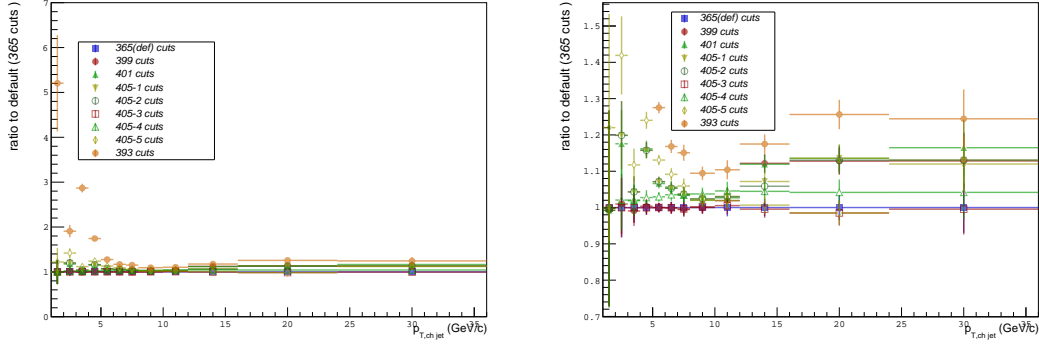 ratio to default (365 cuts )
7
6
5
4
3
2
1
0
365(def) cuts
399 cuts
401 cuts
405-1 cuts
405-2 cuts
405-3 cuts
405-4 cuts
405-5 cuts
393 cuts
5 10 15 20 25 30 35
p T,ch jet (GeV/c)
ratio to default (365 cuts )
1.5
1.4
1.3
1.2
1.1
1
0.9
0.8
0.7
365(def) cuts
399 cuts
401 cuts
405-1 cuts
405-2 cuts
405-3 cuts
405-4 cuts
405-5 cuts
393 cuts
5 10 15 20 25 30 35
p T,ch jet (GeV/c)